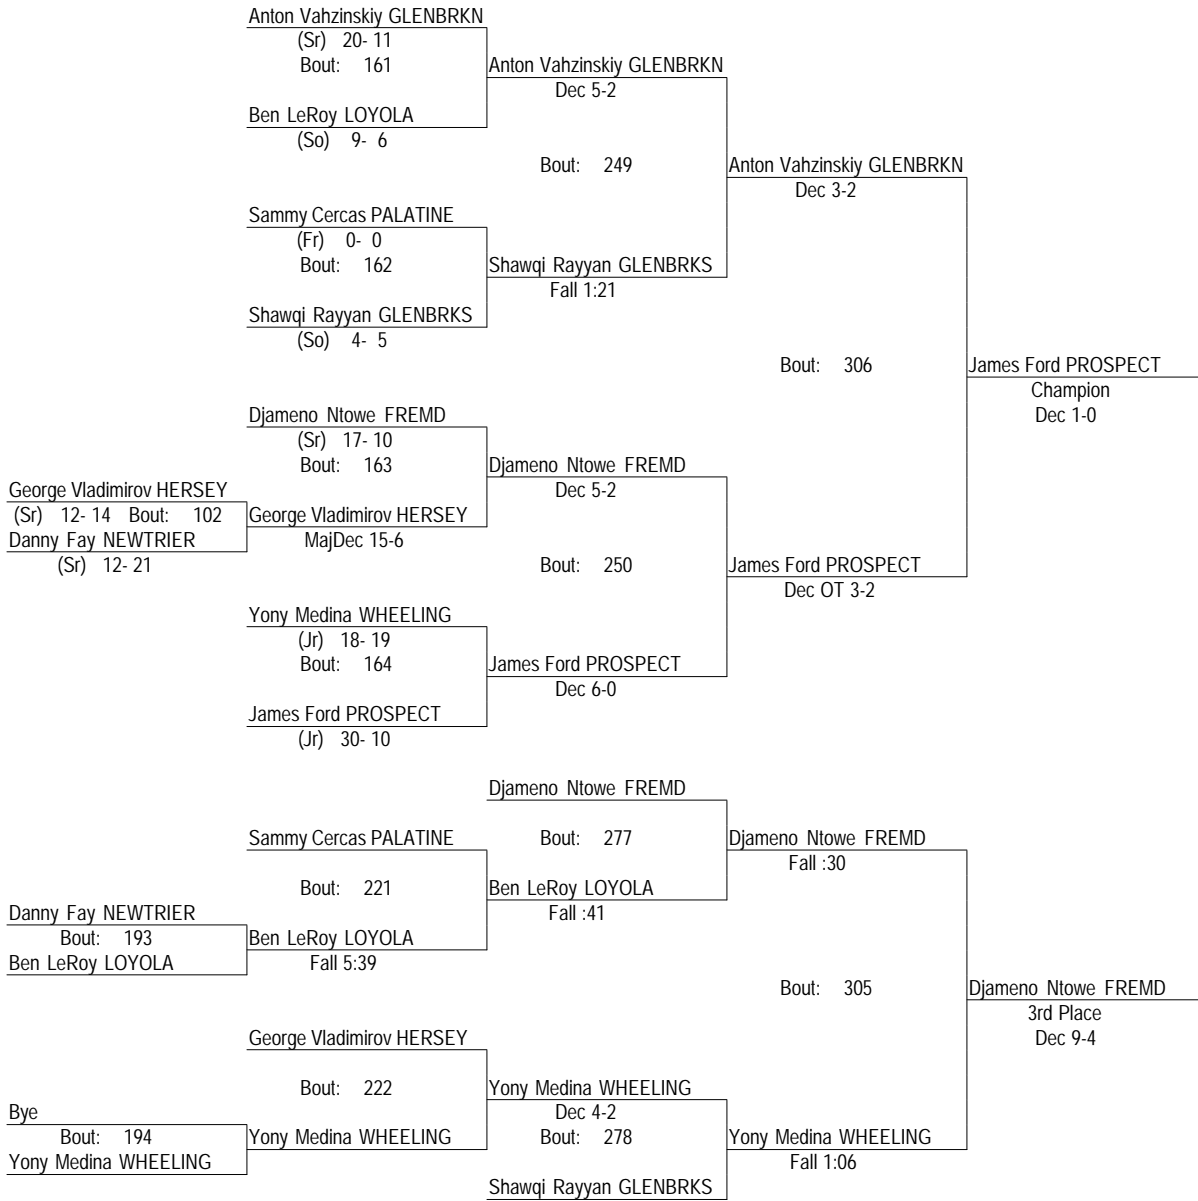 Anton Vahzinskiy GLENBRKN
(Sr) 20- 11
Bout: 161
Anton Vahzinskiy GLENBRKN
Dec 5-2
Ben LeRoy LOYOLA
(So) 9- 6
Bout: 249
Anton Vahzinskiy GLENBRKN
Dec 3-2
Sammy Cercas PALATINE
(Fr) 0- 0
Bout: 162
Shawqi Rayyan GLENBRKS
Fall 1:21
Shawqi Rayyan GLENBRKS
(So) 4- 5
Bout: 306
James Ford PROSPECT
Champion
Dec 1-0
Djameno Ntowe FREMD
(Sr) 17- 10
Bout: 163
Djameno Ntowe FREMD
Dec 5-2
George Vladimirov HERSEY
(Sr) 12- 14 Bout: 102
George Vladimirov HERSEY
MajDec 15-6
Danny Fay NEWTRIER
(Sr) 12- 21
Bout: 250
James Ford PROSPECT
Dec OT 3-2
Yony Medina WHEELING
(Jr) 18- 19
Bout: 164
James Ford PROSPECT
Dec 6-0
James Ford PROSPECT
(Jr) 30- 10
Djameno Ntowe FREMD
Bout: 277
Djameno Ntowe FREMD
Fall :30
Sammy Cercas PALATINE
Bout: 221
Ben LeRoy LOYOLA
Fall :41
Danny Fay NEWTRIER
Bout: 193
Ben LeRoy LOYOLA
Ben LeRoy LOYOLA
Fall 5:39
Bout: 305
Djameno Ntowe FREMD
3rd Place
Dec 9-4
George Vladimirov HERSEY
Bout: 222
Yony Medina WHEELING
Dec 4-2
Bye
Bout: 194
Yony Medina WHEELING
Yony Medina WHEELING
Bout: 278
Yony Medina WHEELING
Fall 1:06
Shawqi Rayyan GLENBRKS